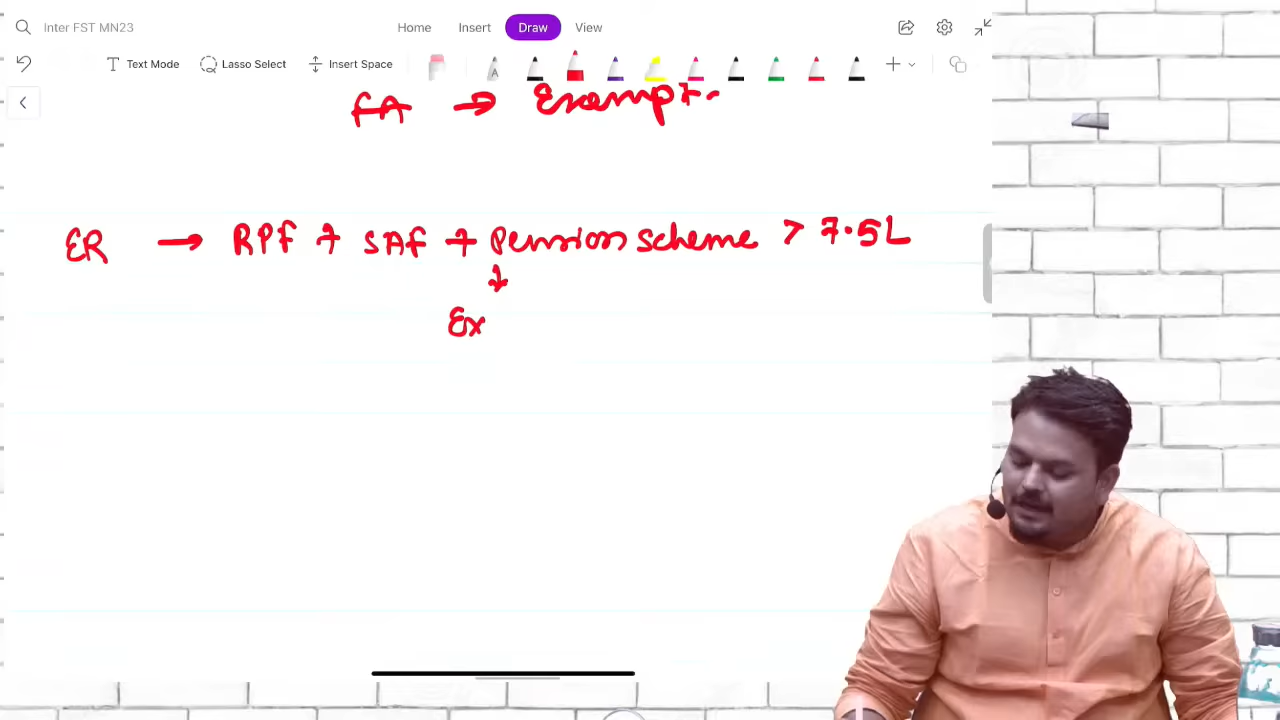 Inter FST MN23
Home Insert Draw View
Text Mode Lasso Select Insert Space
A
FA → Exempt.
ER → RPF + SAF + Pension scheme > 7.5L
↓
Ex